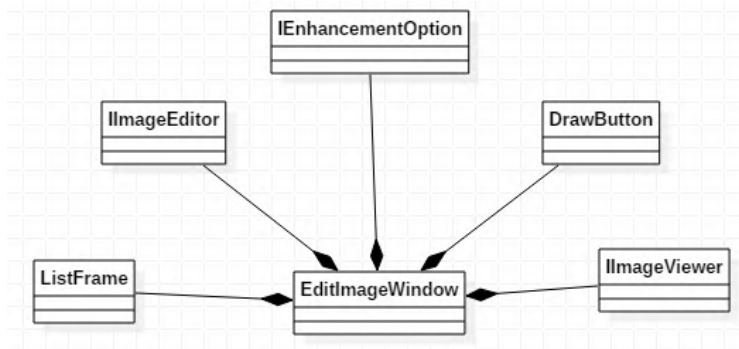 IEnhancementOption
IImageEditor
DrawButton
ListFrame
EditImageWindow
IImageViewer